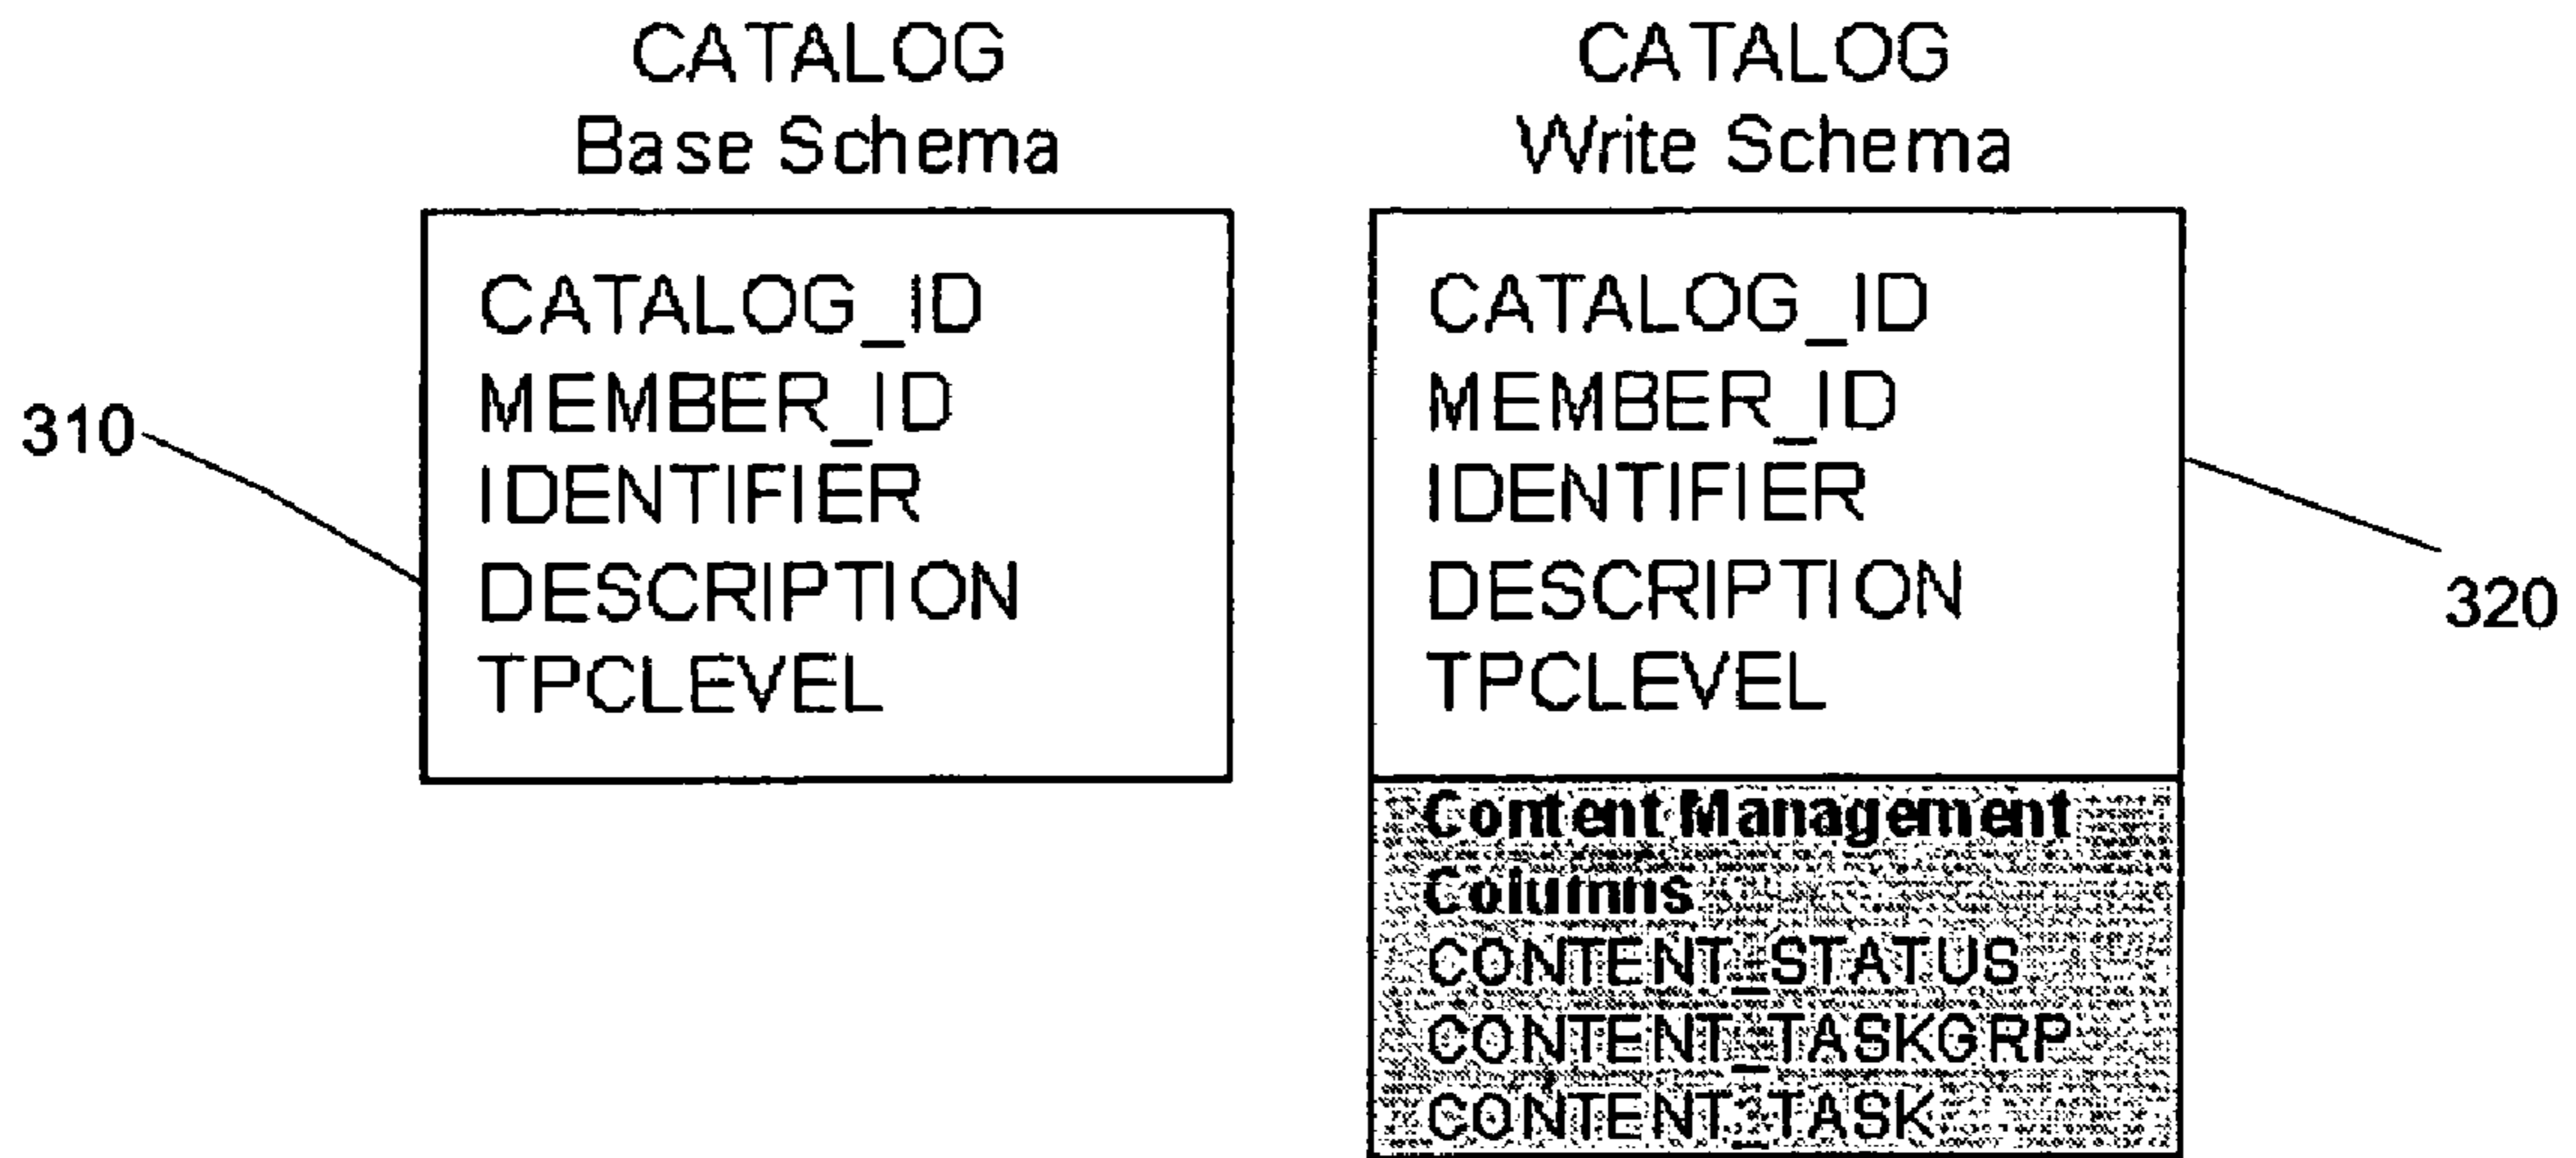 CATALOG
Base Schema
CATALOG_ID
MEMBER_ID
IDENTIFIER
DESCRIPTION
TPCLEVEL
310
CATALOG
Write Schema
CATALOG_ID
MEMBER_ID
IDENTIFIER
DESCRIPTION
TPCLEVEL
Content Management
Columns
CONTENT_STATUS
CONTENT_TASKGRP
CONTENT_TASK
320